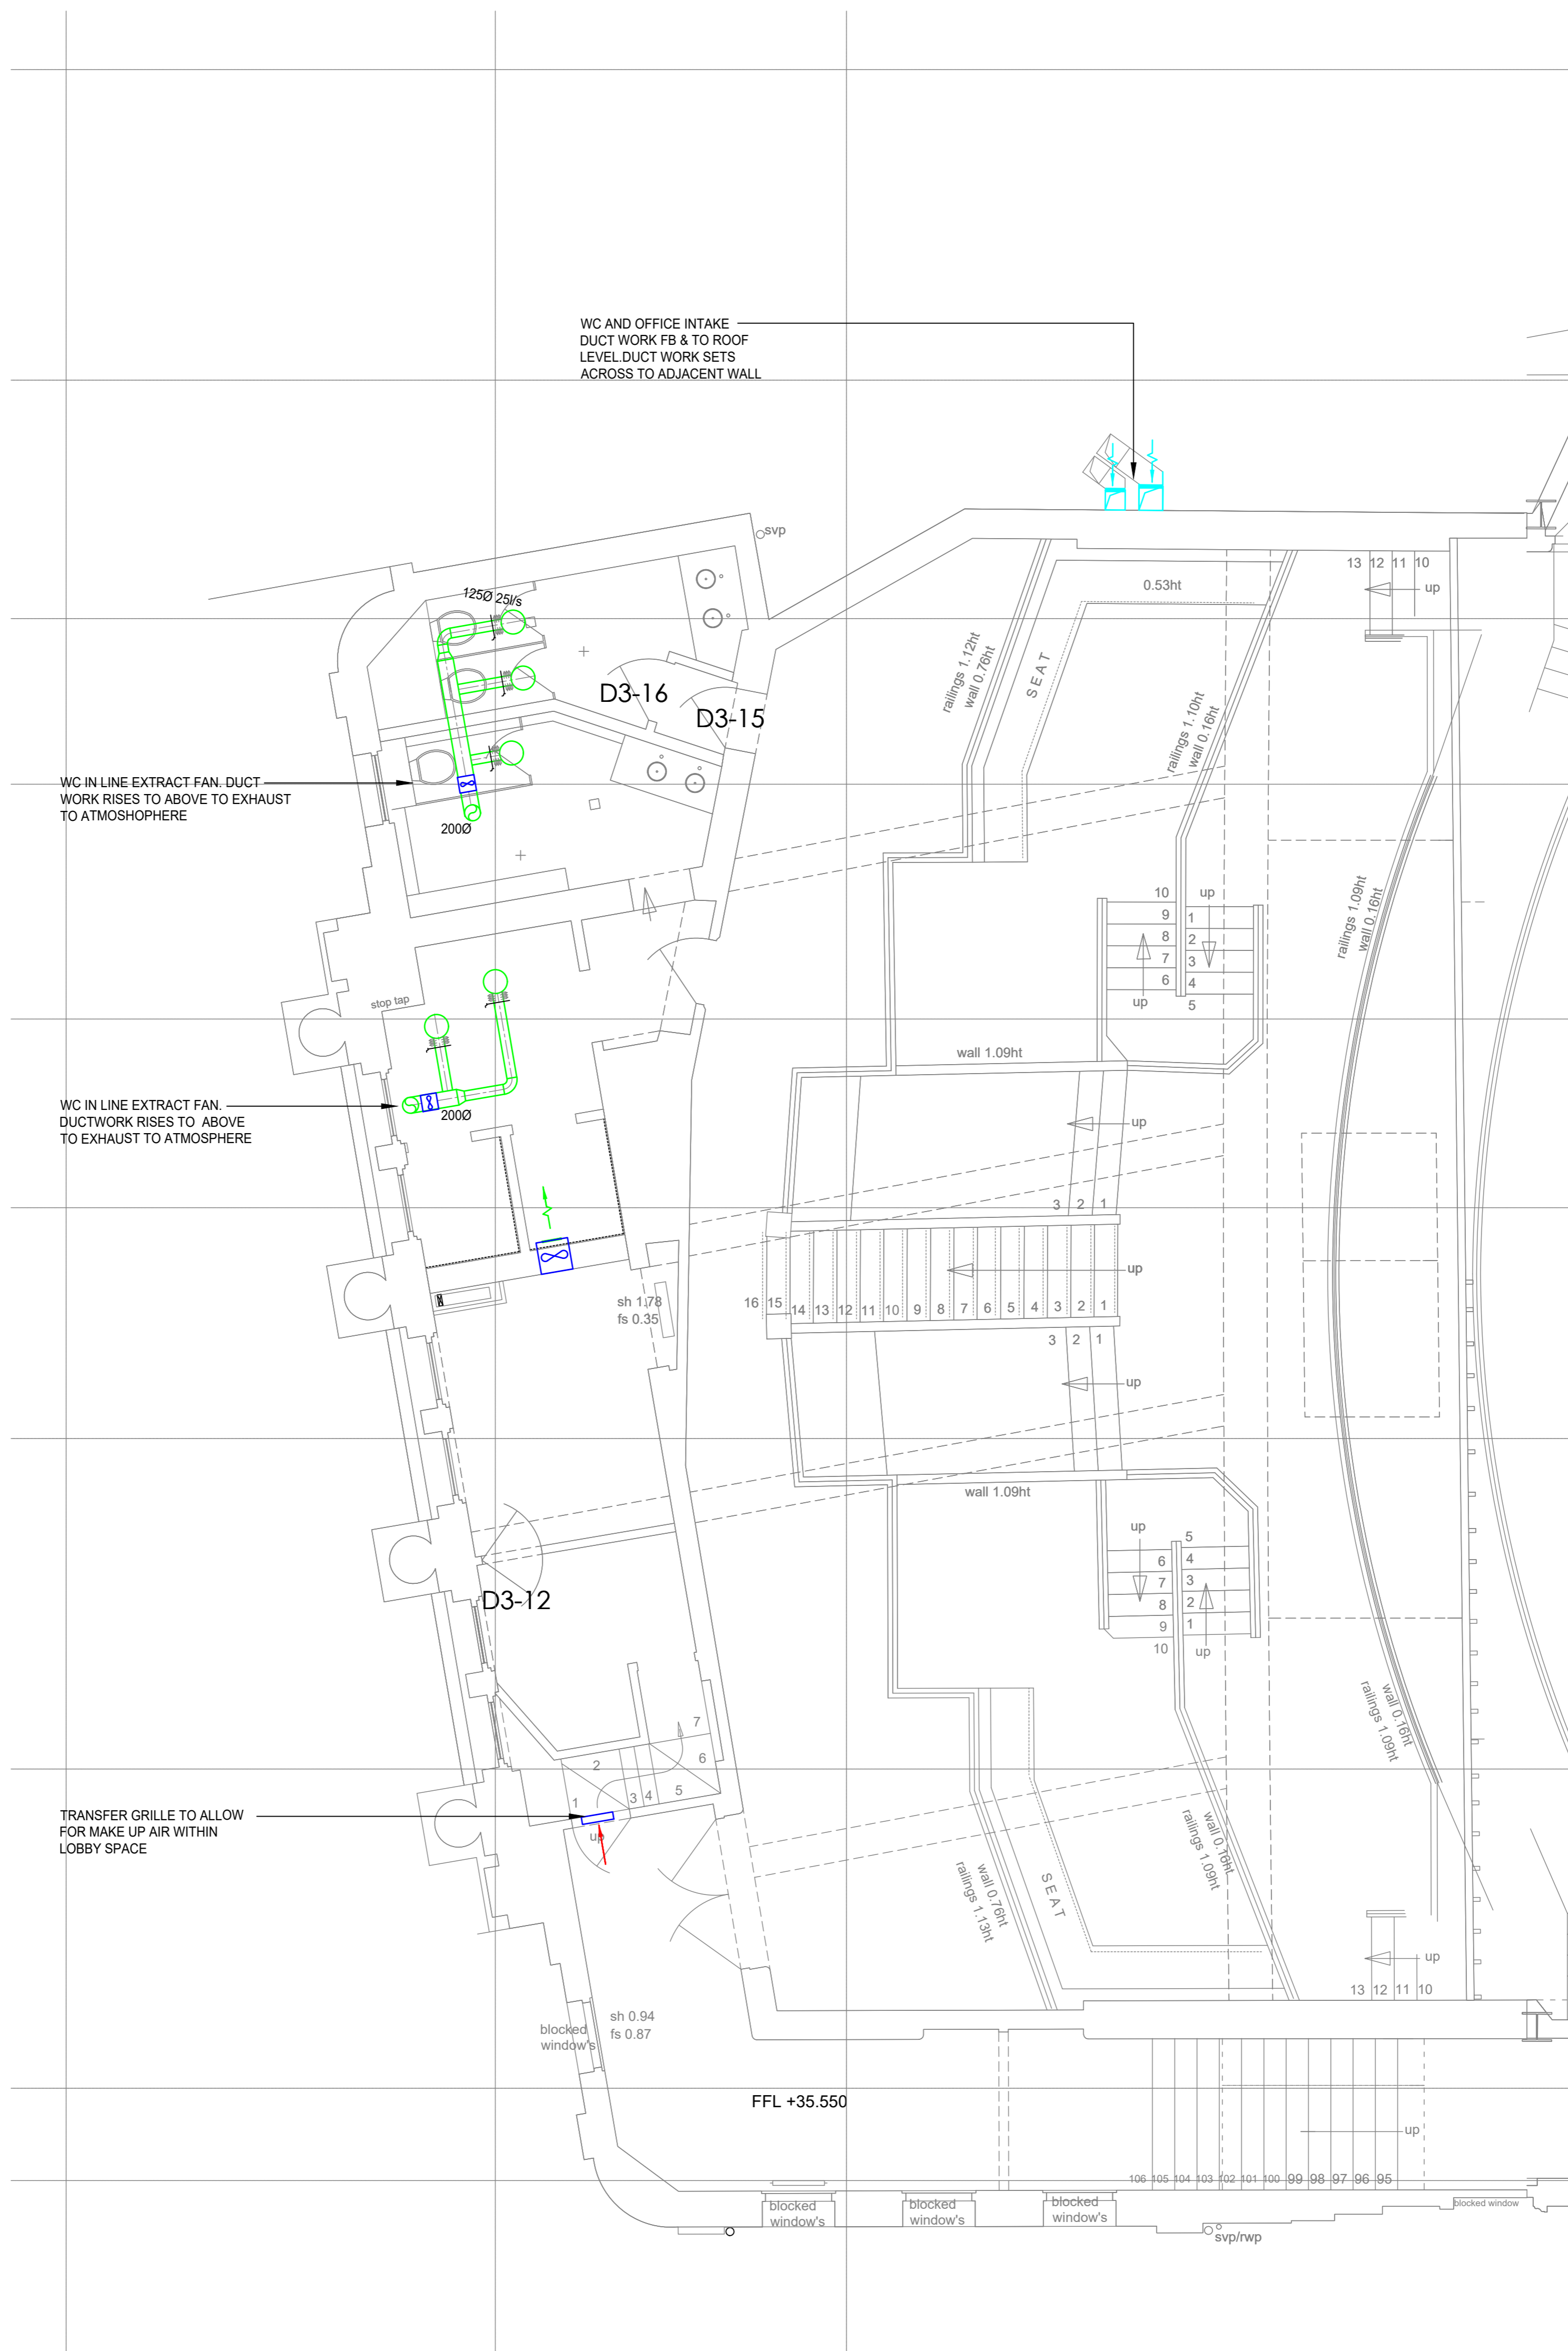 WC AND OFFICE INTAKE
DUCT WORK FB & TO ROOF
LEVEL.DUCT WORK SETS
ACROSS TO ADJACENT WALL
svp
125Ø 25l/s
D3-16
D3-15
WC IN LINE EXTRACT FAN. DUCT
WORK RISES TO ABOVE TO EXHAUST
TO ATMOSHOPHERE
200Ø
railings 1.12ht
wall 0.76ht
SEAT
0.53ht
railings 1.10ht
wall 0.16ht
13 12 11 10
up
railings 1.09ht
wall 0.16ht
10
9
8
7
6
up
up
1
2
3
4
5
stop tap
WC IN LINE EXTRACT FAN.
DUCTWORK RISES TO ABOVE
TO EXHAUST TO ATMOSPHERE
200Ø
wall 1.09ht
up
3 2 1
up
16 15 14 13 12 11 10 9 8 7 6 5 4 3 2 1
sh 1.78
fs 0.35
3 2 1
up
wall 1.09ht
up
6
7
8
9
10
5
4
3
2
1
up
D3-12
7
6
5
2
3 4
1
up
TRANSFER GRILLE TO ALLOW
FOR MAKE UP AIR WITHIN
LOBBY SPACE
wall 0.16ht
railings 1.09ht
wall 0.16ht
railings 1.09ht
wall 0.76ht
railings 1.13ht
SEAT
up
13 12 11 10
sh 0.94
fs 0.87
blocked
window's
FFL +35.550
up
106 105 104 103 102 101 100 99 98 97 96 95
blocked
window's
blocked
window's
blocked
window's
blocked window
svp/rwp